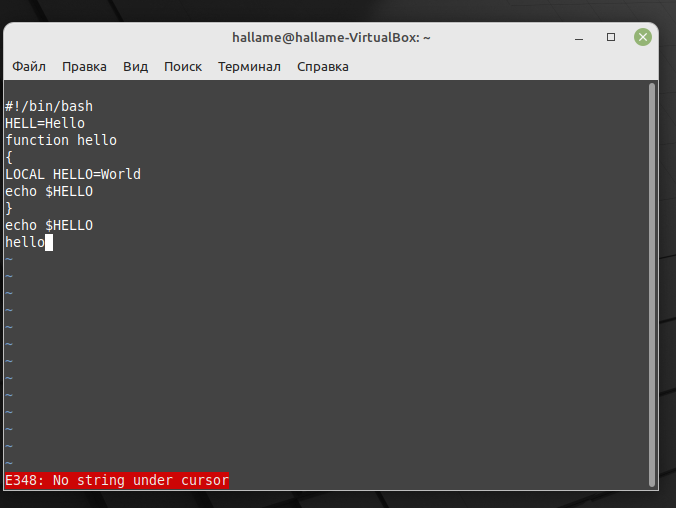 hallame@hallame-VirtualBox: ~
Файл Правка Вид Поиск Терминал Справка
#!/bin/bash
HELL=Hello
function hello
{
LOCAL HELLO=World
echo $HELLO
}
echo $HELLO
hello
~
~
~
~
~
~
~
~
~
~
~
~
~
E348: No string under cursor